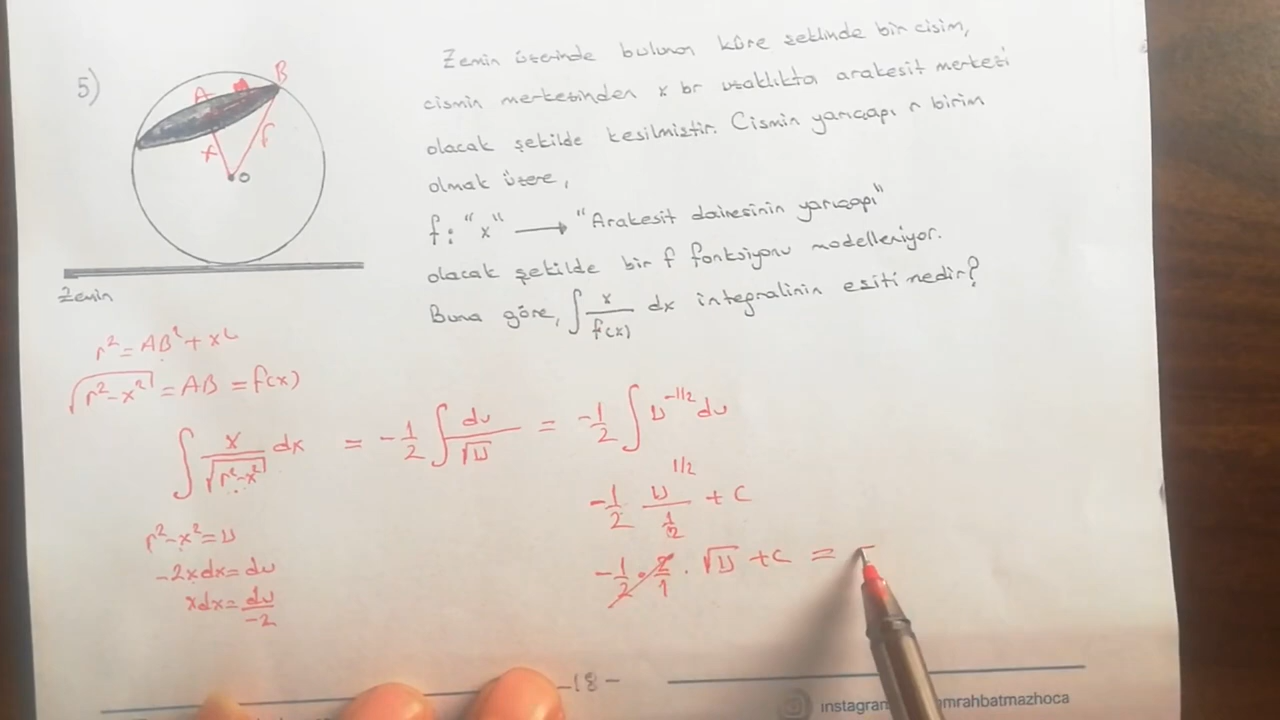 5)
A
B
x
r
O
Zemin
Zemin üzerinde bulunan küre şeklinde bir cisim,
cismin merkezinden x br uzaklıkta arakesit merkezi
olacak şekilde kesilmiştir. Cismin yarıçapı r birim
olmak üzere,
f: "x" → "Arakesit dairesinin yarıçapı"
olacak şekilde bir f fonksiyonu modelleniyor.
Buna göre, ∫ x/f(x) dx integralinin eşiti nedir?
r² = AB² + x²
√(r²-x²) = AB = f(x)
∫ x/√(r²-x²) dx = -1/2 ∫ du/√u = -1/2 ∫ u^(-1/2) du
-1/2 u^(1/2)/(1/2) + c
r²-x² = u
-2xdx = du
xdx = du/-2
-1/2 · 2/1 · √u + c =
-18-
instagram
mrahbatmazhoca